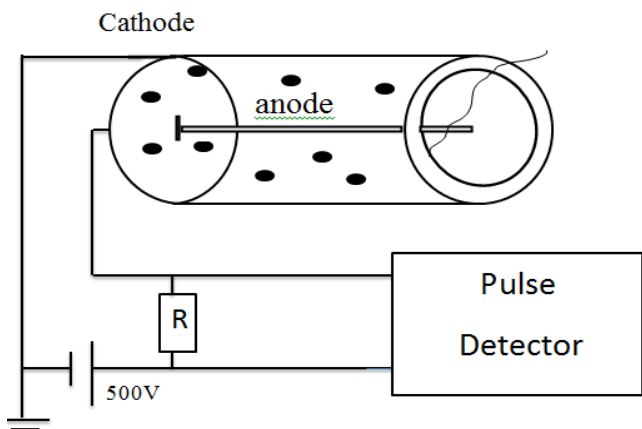 Cathode
anode
Pulse
Detector
R
500V